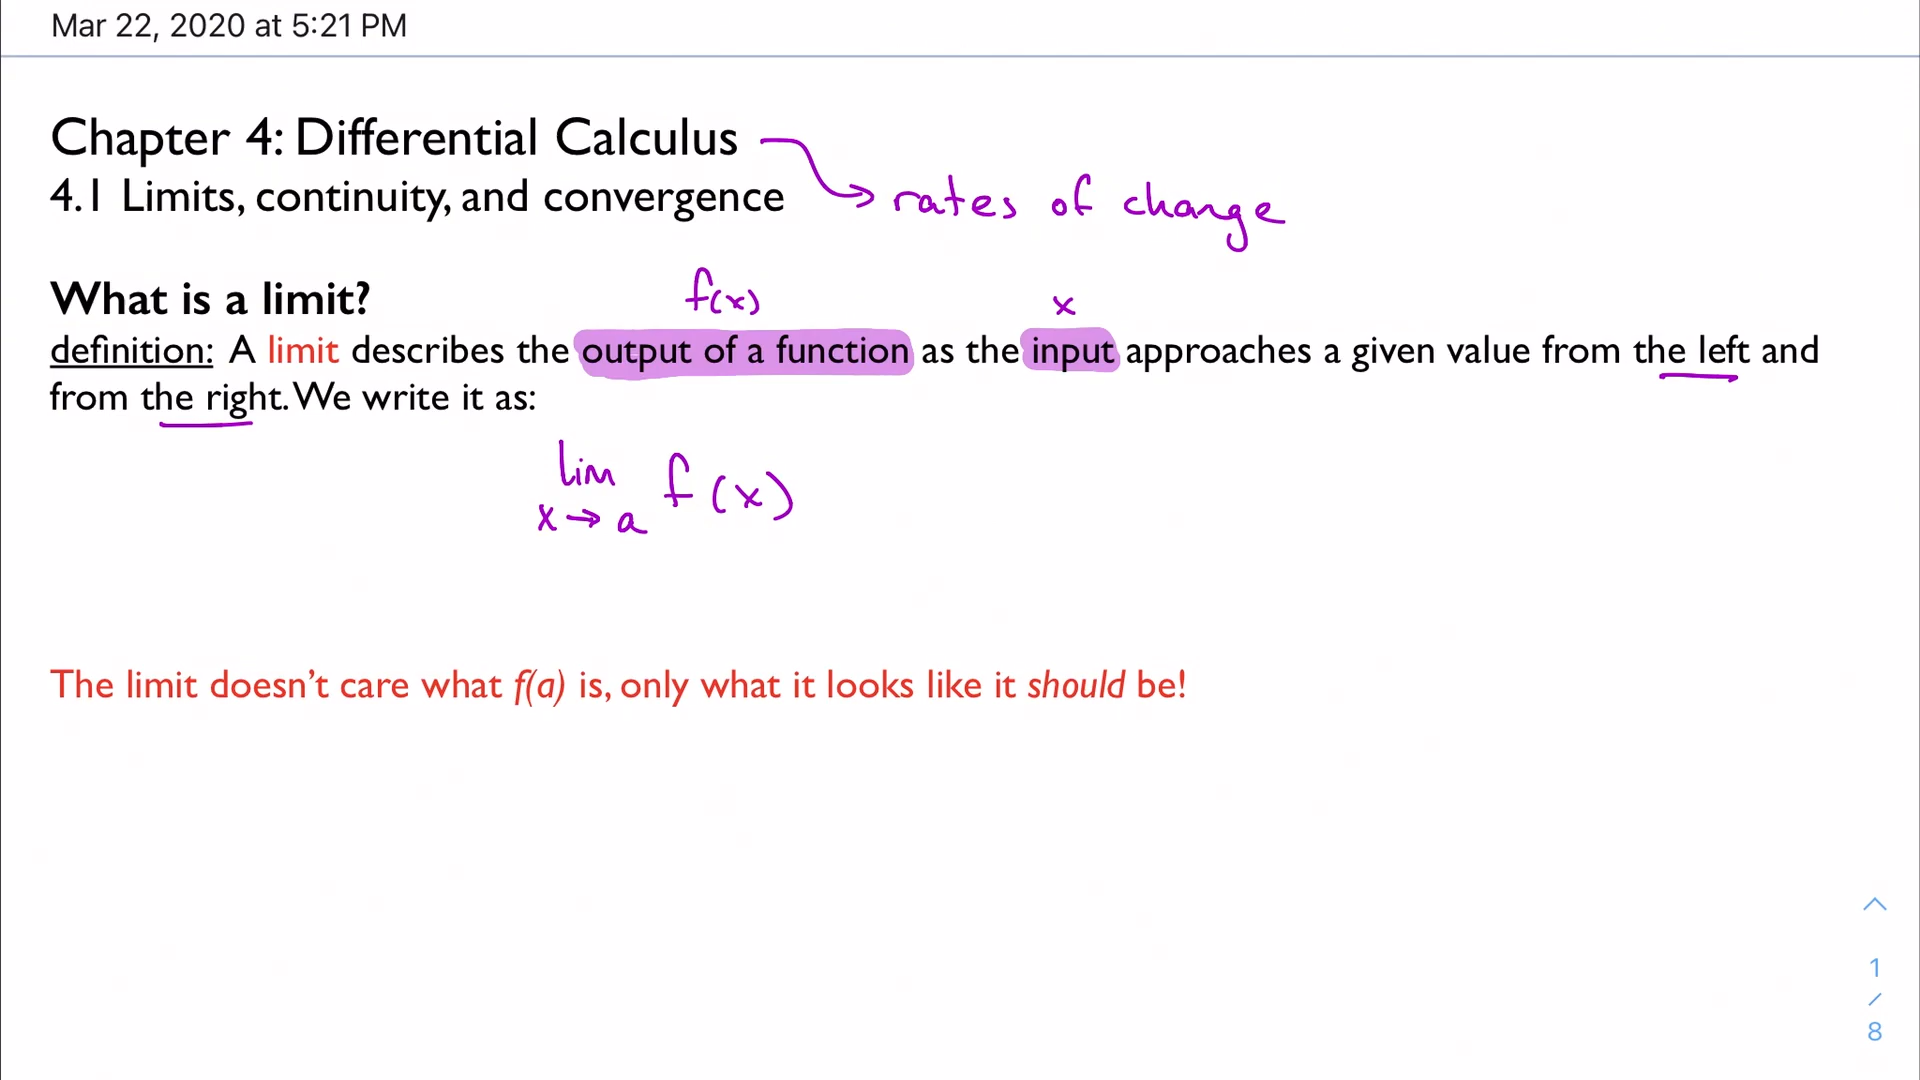 Mar 22, 2020 at 5:21 PM
Chapter 4: Differential Calculus
4.1 Limits, continuity, and convergence
rates of change
What is a limit?
f(x)
x
definition: A limit describes the output of a function as the input approaches a given value from the left and
from the right. We write it as:
lim f(x)
x→a
The limit doesn't care what f(a) is, only what it looks like it should be!
1
/
8